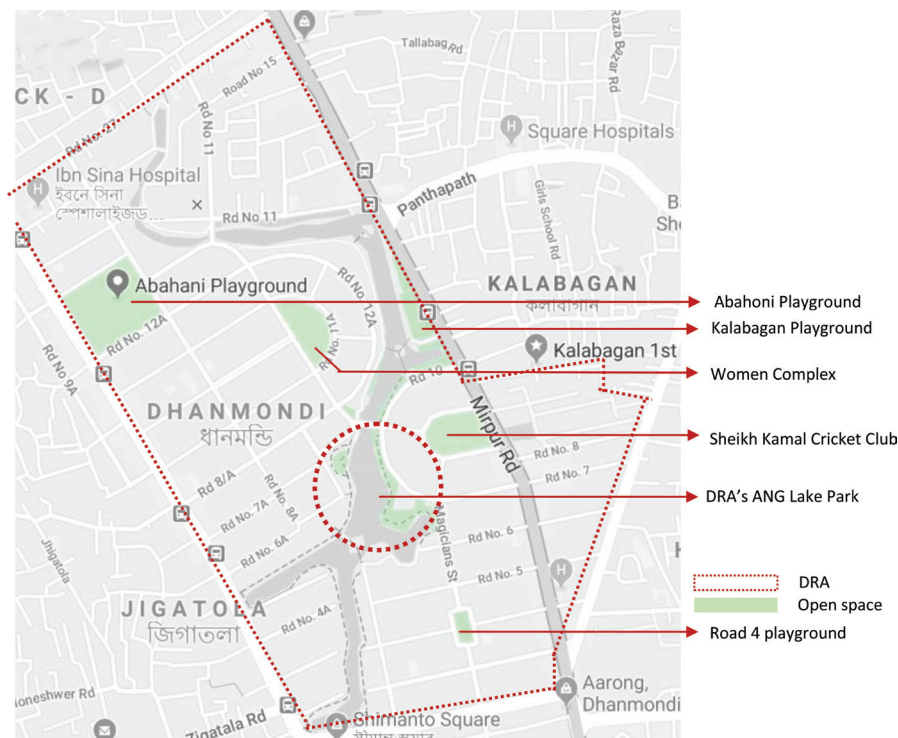 Raza Bezar Rd
Tallabag Rd
Road No 15
CK - D
Rd No. 27
Rd No 11
Square Hospitals
Ibn Sina Hospital
ইবনে সিনা
স্পেশালাইজড...
Rd No 11
Panthapath
Girls School Rd
Ba
Sh
Abahani Playground
KALABAGAN
কলাবাগান
Rd No. 12A
Rd No. 12A
Rd No. 11A
Rd No 9A
Kalabagan 1st
Rd 10
Mirpur Rd
DHANMONDI
ধানমন্ডি
Rd No. 8
Rd No. 7
Rd 8/A
Rd No. 7A
Rd No. 8A
Rd No. 6A
Magicians St
Rd No. 6
Rd No. 5
Jhigatola
JIGATOLA
জিগাতলা
Rd No. 4A
ioneshwer Rd
Zigatala Rd
Shimanto Square
Aarong,
Dhanmondi
Abahoni Playground
Kalabagan Playground
Women Complex
Sheikh Kamal Cricket Club
DRA's ANG Lake Park
DRA
Open space
Road 4 playground